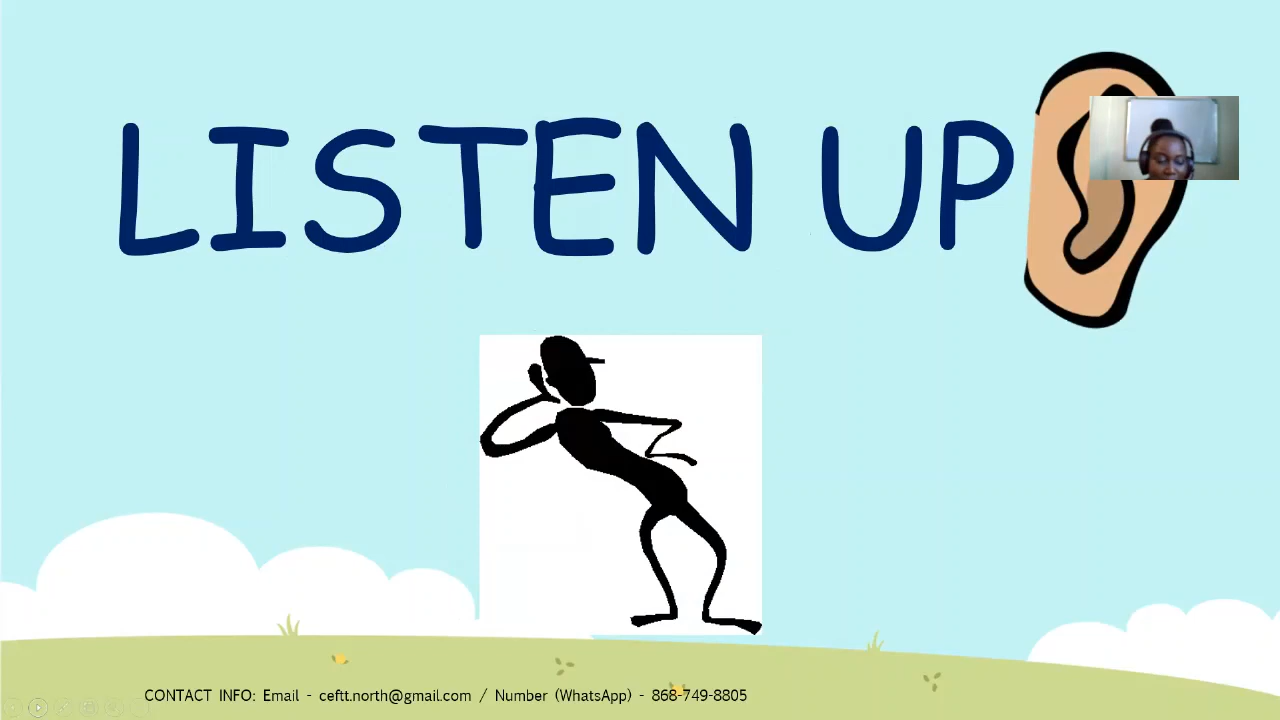 LISTEN UP
CONTACT INFO: Email - ceftt.north@gmail.com / Number (WhatsApp) - 868-749-8805